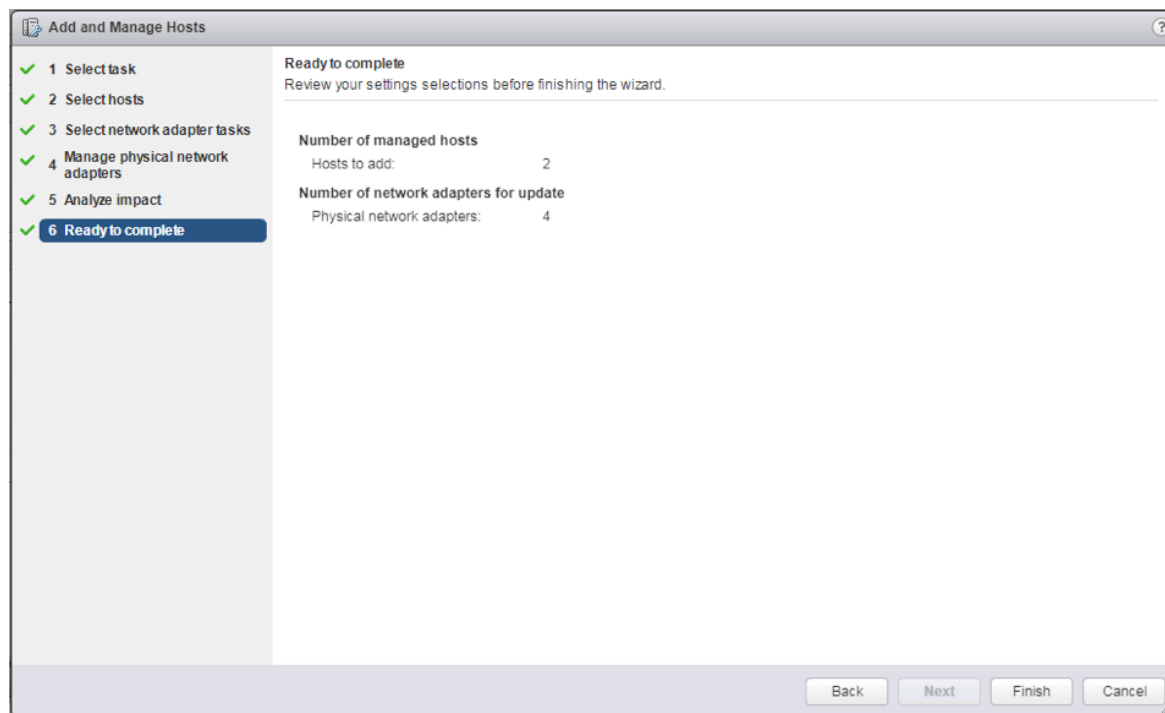 Add and Manage Hosts
?
1 Select task
2 Select hosts
3 Select network adapter tasks
4 Manage physical network
adapters
5 Analyze impact
6 Ready to complete
Ready to complete
Review your settings selections before finishing the wizard.
Number of managed hosts
Hosts to add: 2
Number of network adapters for update
Physical network adapters: 4
Back Next Finish Cancel